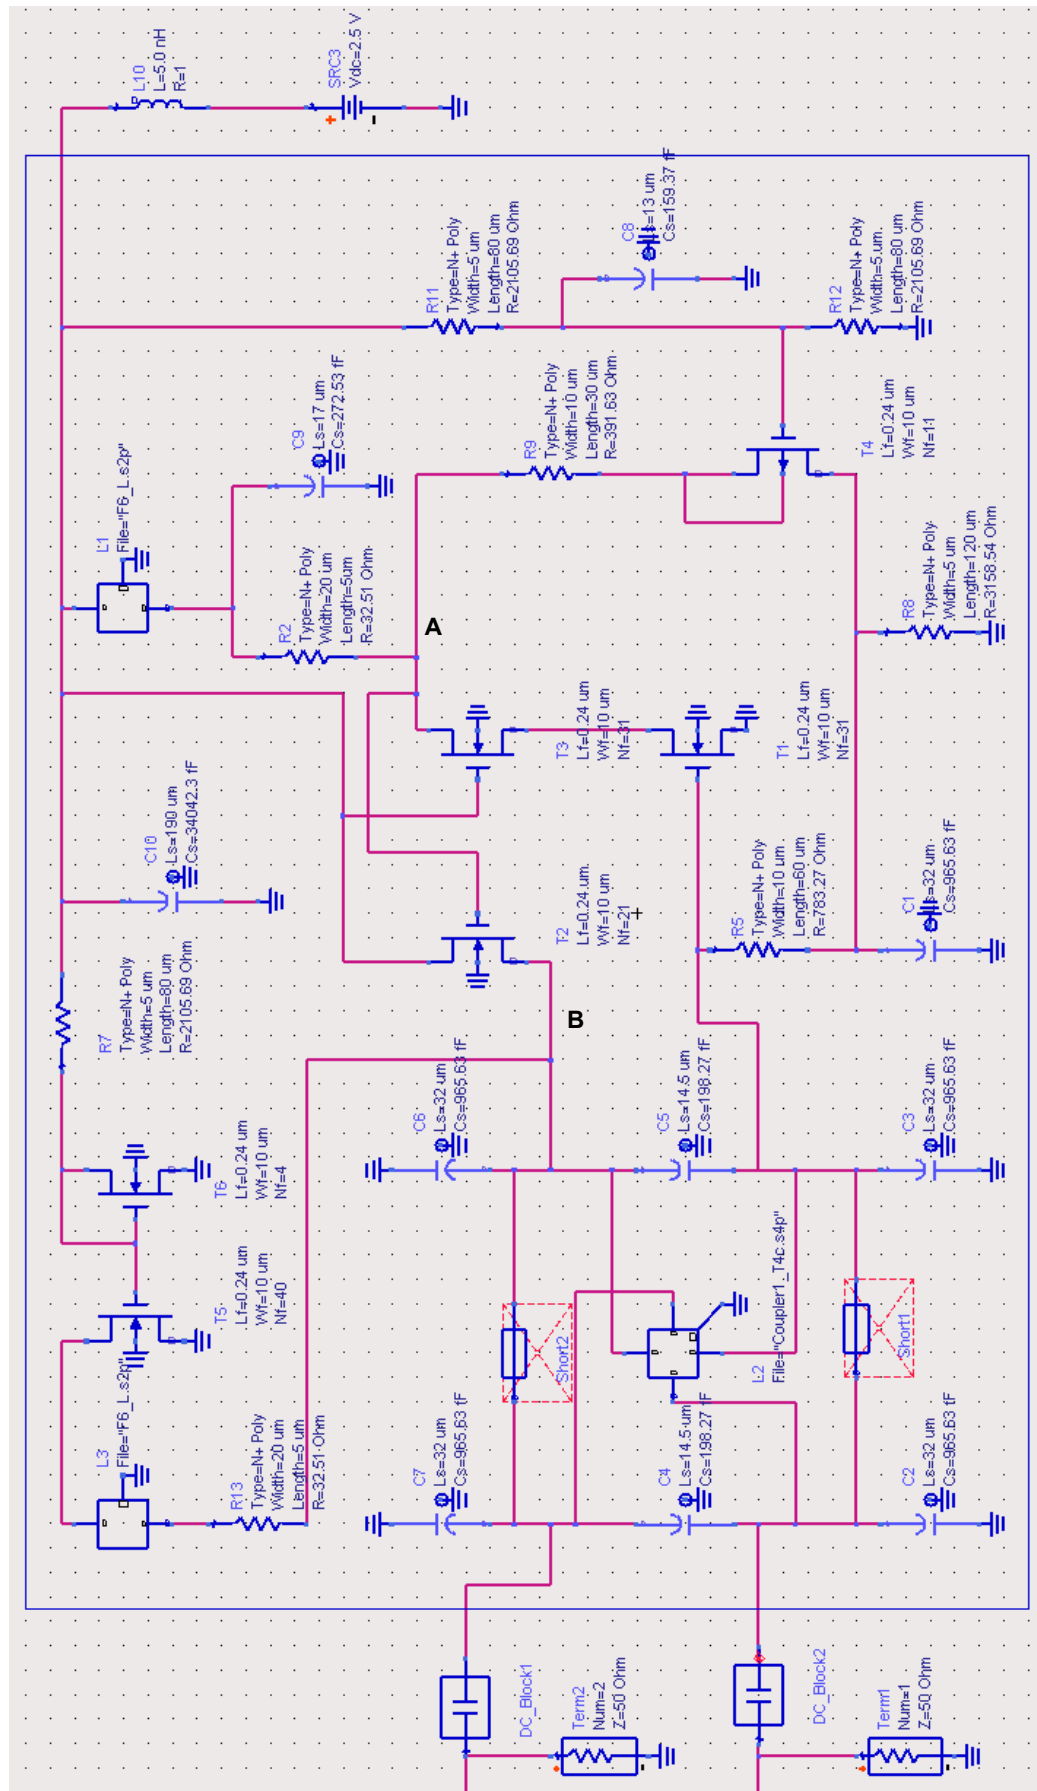 L10
L=5.0 nH
R=1
SRC3
Vdc=2.5 V
+
-
R11
Type=N+ Poly
Width=5 um
Length=80 um
R=2105.69 Ohm
C8
Ls=13 um
Cs=159.37 fF
R12
Type=N+ Poly
Width=5 um
Length=80 um
R=2105.69 Ohm
L1
File="F6_L.s2p"
C9
Ls=17 um
Cs=272.53 fF
R9
Type=N+ Poly
Width=10 um
Length=30 um
R=391.63 Ohm
T4
Lf=0.24 um
Wf=10 um
Nf=11
R2
Type=N+ Poly
Width=20 um
Length=5um
R=32.51 Ohm
A
R8
Type=N+ Poly
Width=5 um
Length=120 um
R=3158.54 Ohm
T3
Lf=0.24 um
Wf=10 um
Nf=31
T1
Lf=0.24 um
Wf=10 um
Nf=31
C10
Ls=190 um
Cs=34042.3 fF
T2
Lf=0.24 um
Wf=10 um
Nf=21
R5
Type=N+ Poly
Width=10 um
Length=60 um
R=783.27 Ohm
C1
Ls=32 um
Cs=965.63 fF
R7
Type=N+ Poly
Width=5 um
Length=80 um
R=2105.69 Ohm
B
C6
Ls=32 um
Cs=965.63 fF
C5
Ls=14.5 um
Cs=198.27 fF
C3
Ls=32 um
Cs=965.63 fF
T6
Lf=0.24 um
Wf=10 um
Nf=4
T5
Lf=0.24 um
Wf=10 um
Nf=40
Short2
L2
File="Coupler1_T4c.s4p"
Short1
L3
File="F6_L.s2p"
R13
Type=N+ Poly
Width=20 um
Length=5 um
R=32.51 Ohm
C7
Ls=32 um
Cs=965.63 fF
C4
Ls=14.5 um
Cs=198.27 fF
C2
Ls=32 um
Cs=965.63 fF
DC_Block1
DC_Block2
Term2
Num=2
Z=50 Ohm
+
-
Term1
Num=1
Z=50 Ohm
+
-